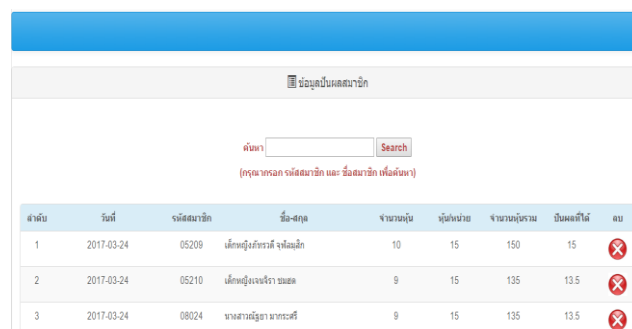 ข้อมูลปันผลสมาชิก
ค้นหา Search
(กรุณากรอก รหัสสมาชิก และ ชื่อสมาชิก เพื่อค้นหา)
ลำดับ วันที่ รหัสสมาชิก ชื่อ-สกุล จำนวนหุ้น หุ้น/หน่วย จำนวนหุ้นรวม ปันผลที่ได้ ลบ
1 2017-03-24 05209 เด็กหญิงภัทรวดี จุฬมุสิก 10 15 150 15
2 2017-03-24 05210 เด็กหญิงเจนจิรา 9 15 135 13.5
3 2017-03-24 08024 นางสาวณัฐยา มากระศรี 9 15 135 13.5